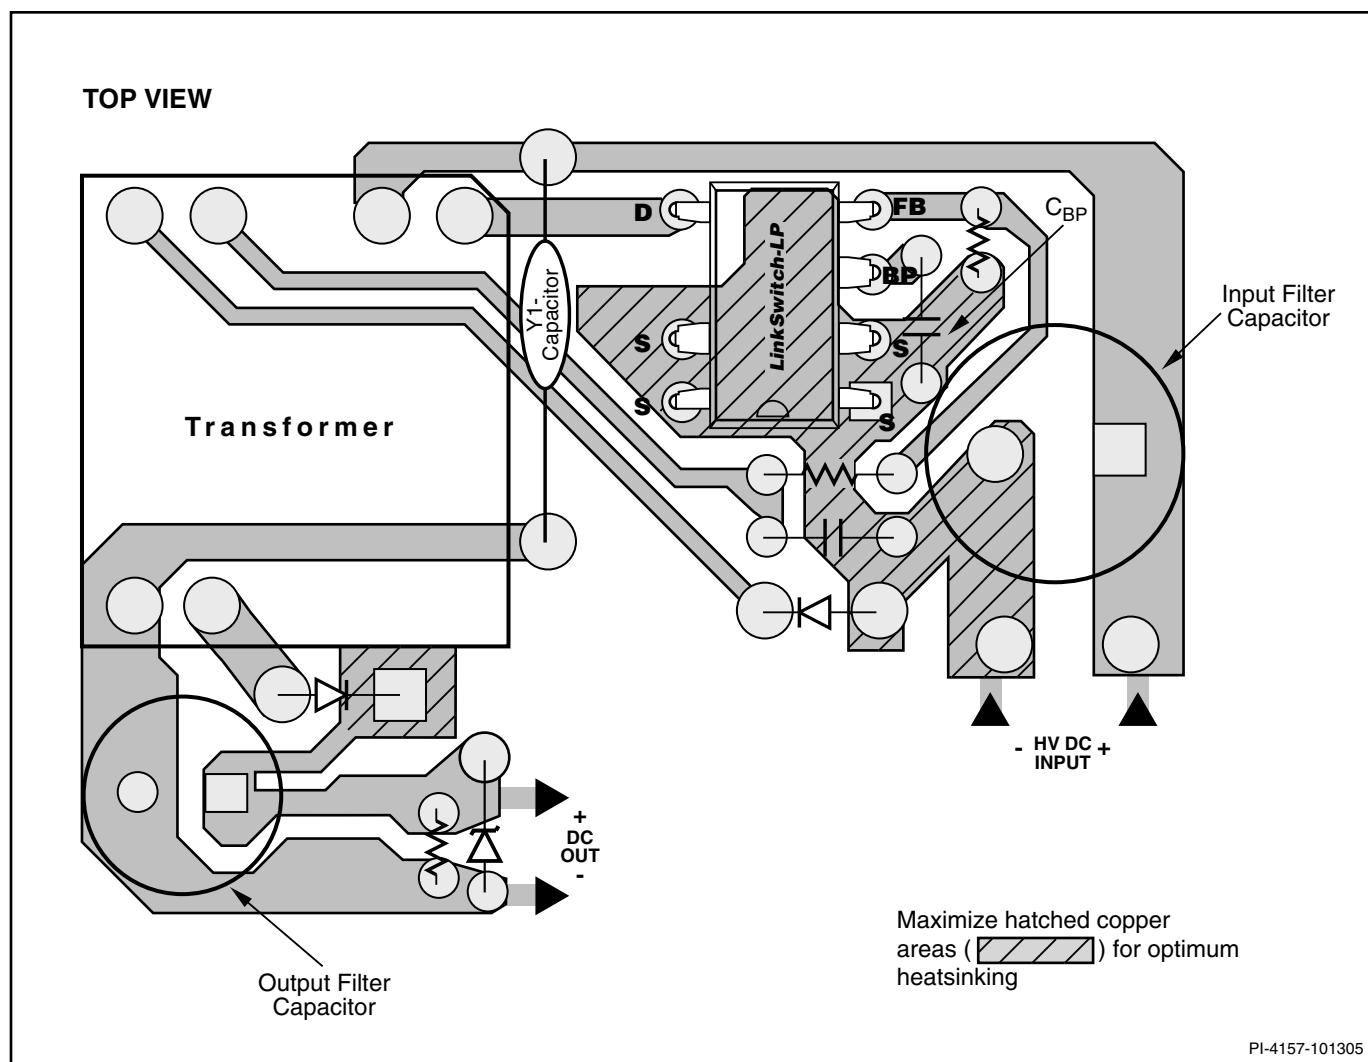 TOP VIEW
D
FB
C_BP
BP
LinkSwitch-LP
Y1-
Capacitor
S
S
S
S
Input Filter
Capacitor
Transformer
- HV DC +
INPUT
+
DC
OUT
-
Output Filter
Capacitor
Maximize hatched copper
areas ( ) for optimum
heatsinking
PI-4157-101305